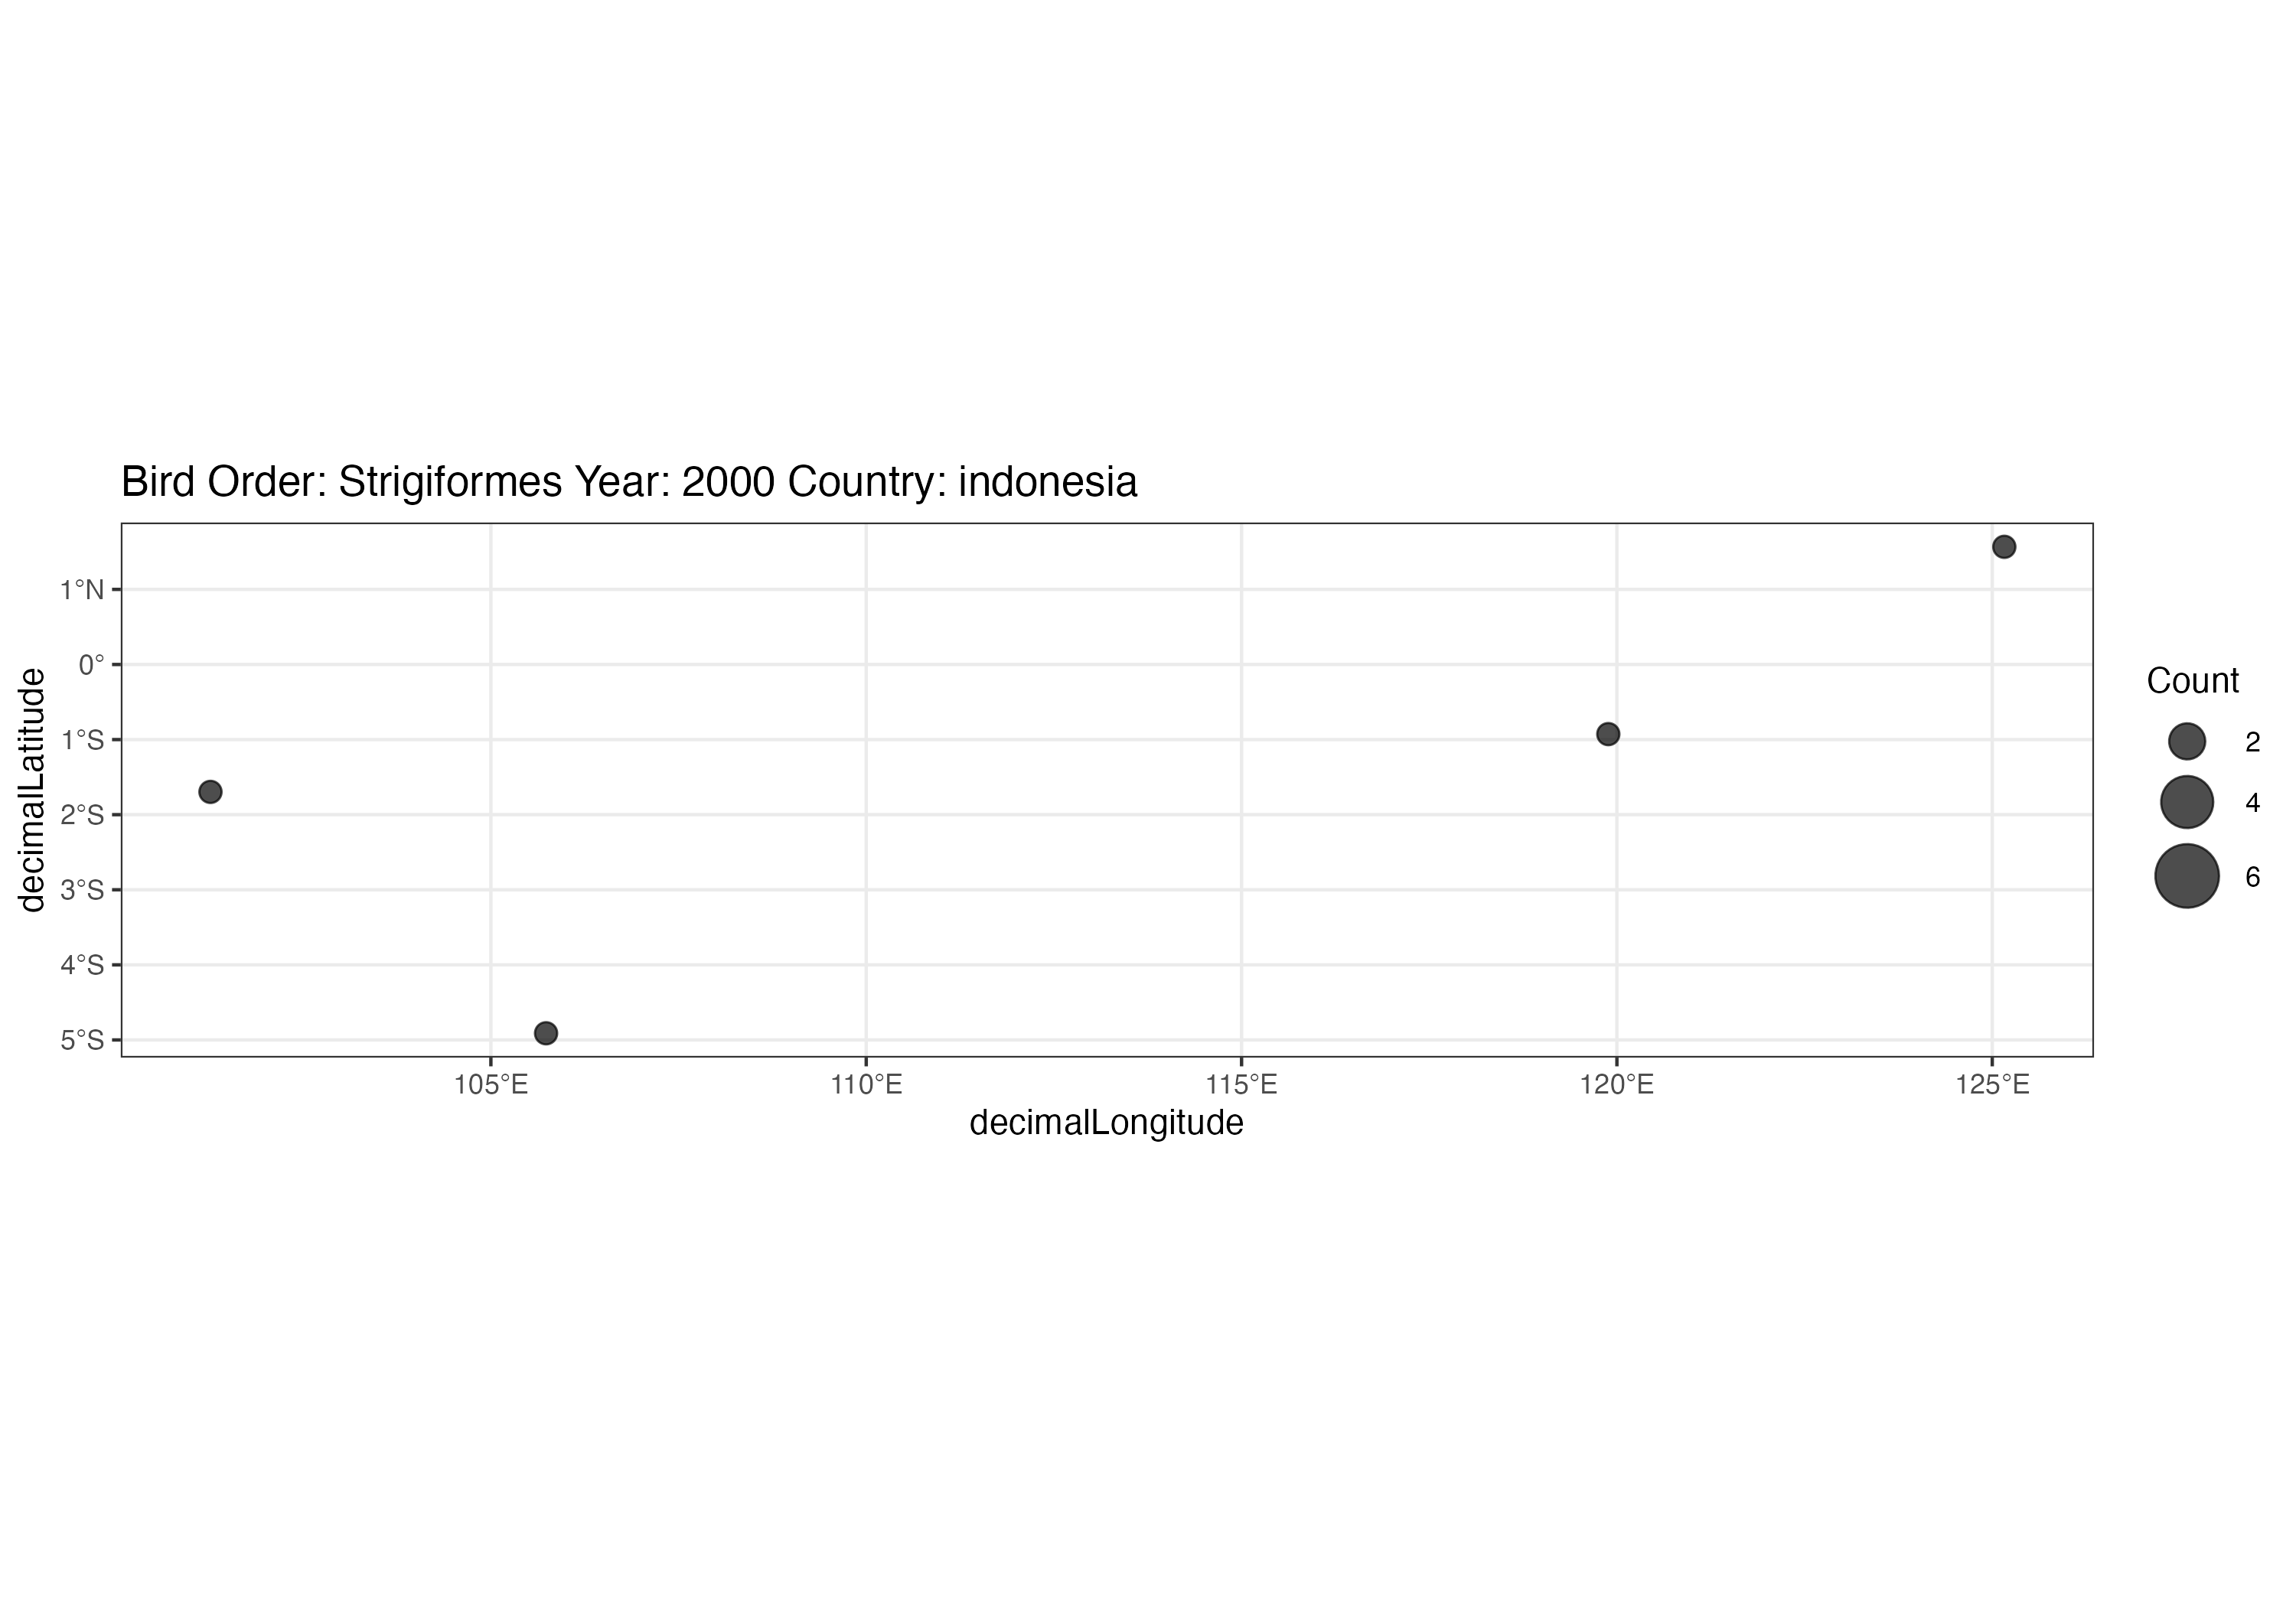 Bird Order: Strigiformes Year: 2000 Country: indonesia
decimalLatitude
1°N
0°
1°S
2°S
3°S
4°S
5°S
105°E 110°E 115°E 120°E 125°E
decimalLongitude
Count
2
4
6